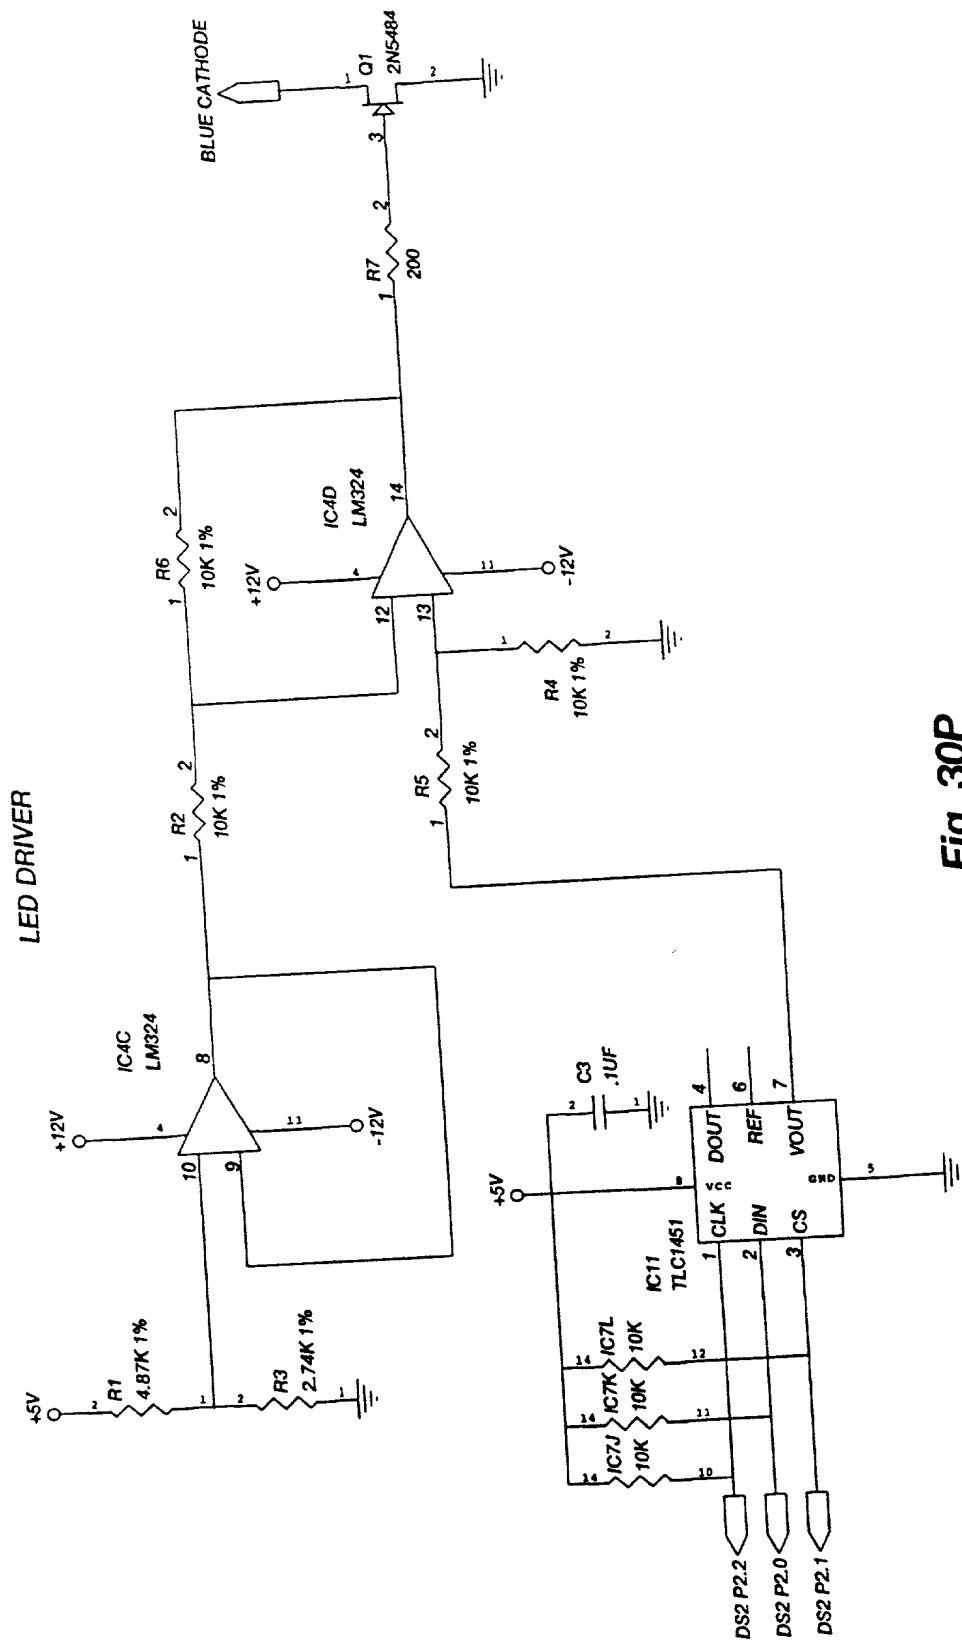 LED DRIVER
BLUE CATHODE
1
Q1
2N5484
2
3
R7
200
1
2
R6
10K 1%
1
2
IC4D
LM324
+12V
4
12
13
14
11
-12V
R4
10K 1%
1
2
R2
10K 1%
1
2
R5
10K 1%
1
2
IC4C
LM324
+12V
4
10
9
8
11
-12V
+5V
2
R1
4.87K 1%
1
2
R3
2.74K 1%
1
+5V
8
2
C3
.1UF
1
IC11
TLC1451
VCC
CLK
DIN
CS
DOUT
REF
VOUT
GND
1
2
3
4
6
7
5
14
IC7L
10K
12
14
IC7K
10K
11
14
IC7J
10K
10
DS2 P2.2
DS2 P2.0
DS2 P2.1
Fig. 30P